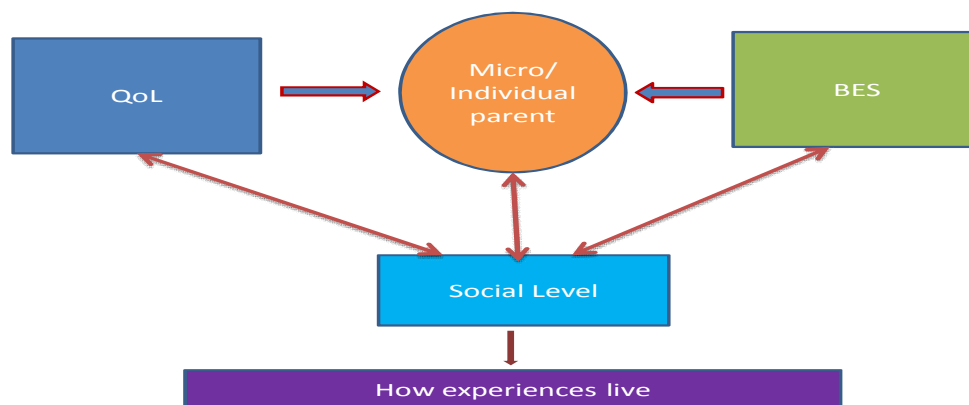 QoL
Micro/
Individual
parent
BES
Social Level
How experiences live